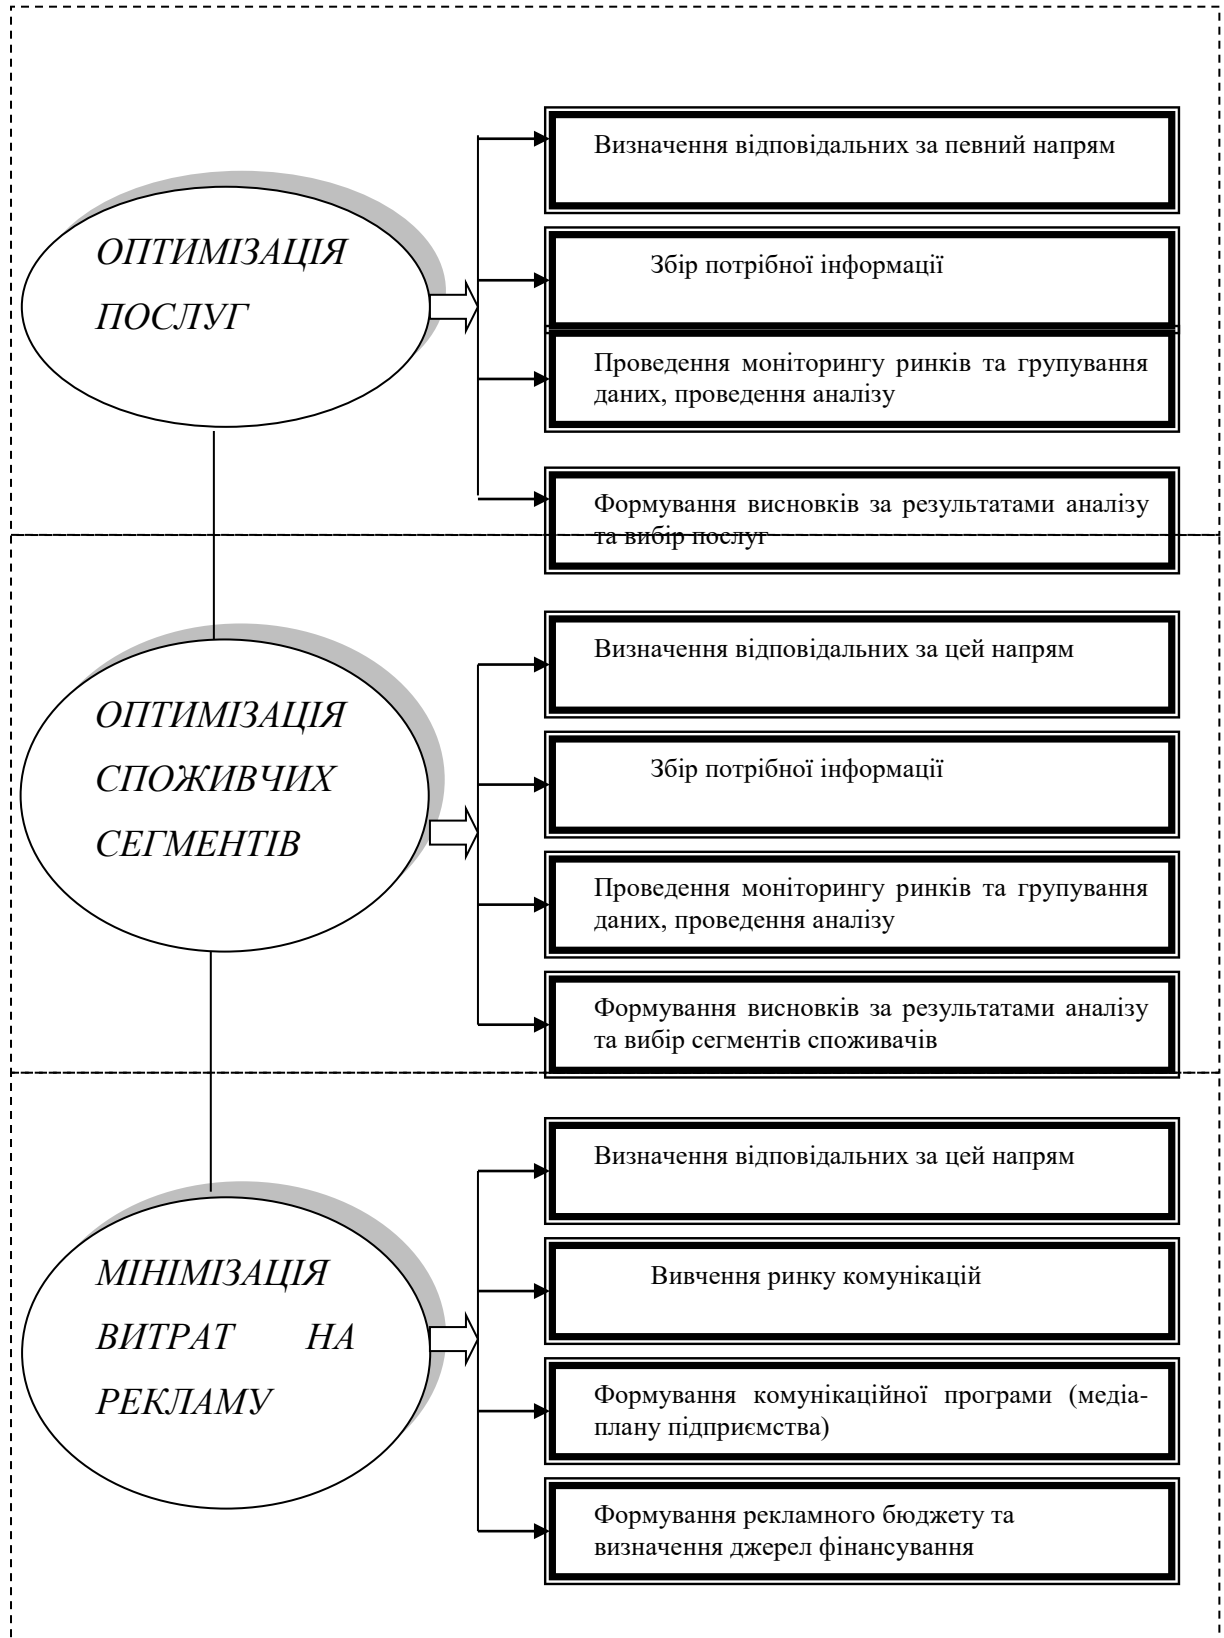 Визначення відповідальних за певний напрям
ОПТИМІЗАЦІЯ
ПОСЛУГ
Збір потрібної інформації
Проведення моніторингу ринків та групування
даних, проведення аналізу
Формування висновків за результатами аналізу
та вибір послуг
ОПТИМІЗАЦІЯ
СПОЖИВЧИХ
СЕГМЕНТІВ
Визначення відповідальних за цей напрям
Збір потрібної інформації
Проведення моніторингу ринків та групування
даних, проведення аналізу
Формування висновків за результатами аналізу
та вибір сегментів споживачів
МІНІМІЗАЦІЯ
ВИТРАТ НА
РЕКЛАМУ
Визначення відповідальних за цей напрям
Вивчення ринку комунікацій
Формування комунікаційної програми (медіа-
плану підприємства)
Формування рекламного бюджету та
визначення джерел фінансування